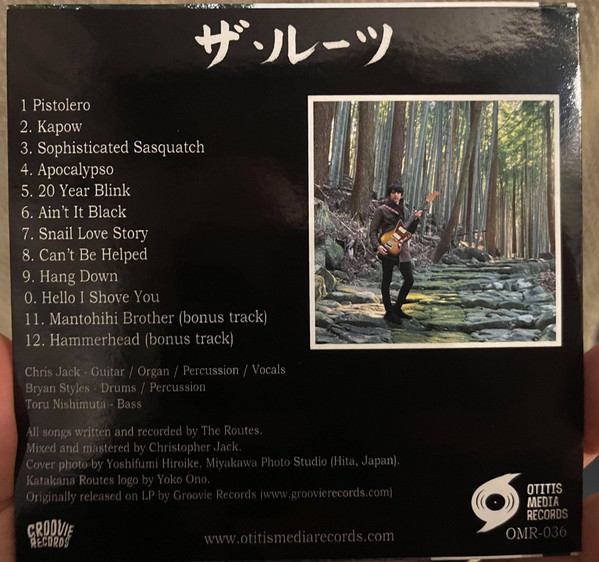 ザ・ルーツ
1 Pistolero
2. Kapow
3. Sophisticated Sasquatch
4. Apocalypso
5. 20 Year Blink
6. Ain't It Black
7. Snail Love Story
8. Can't Be Helped
9. Hang Down
0. Hello I Shove You
11. Mantohihi Brother (bonus track)
12. Hammerhead (bonus track)
Chris Jack - Guitar / Organ / Percussion / Vocals
Bryan Styles - Drums / Percussion
Toru Nishimuta - Bass
All songs written and recorded by The Routes.
Mixed and mastered by Christopher Jack.
Cover photo by Yoshifumi Hiroike, Miyakawa Photo Studio (Hita, Japan).
Katakana Routes logo by Yoko Ono.
Originally released on LP by Groovie Records (www.groovierecords.com)
GROOVIE
RECORDS
www.otitismediarecords.com
OTITIS
MEDIA
RECORDS
OMR-036